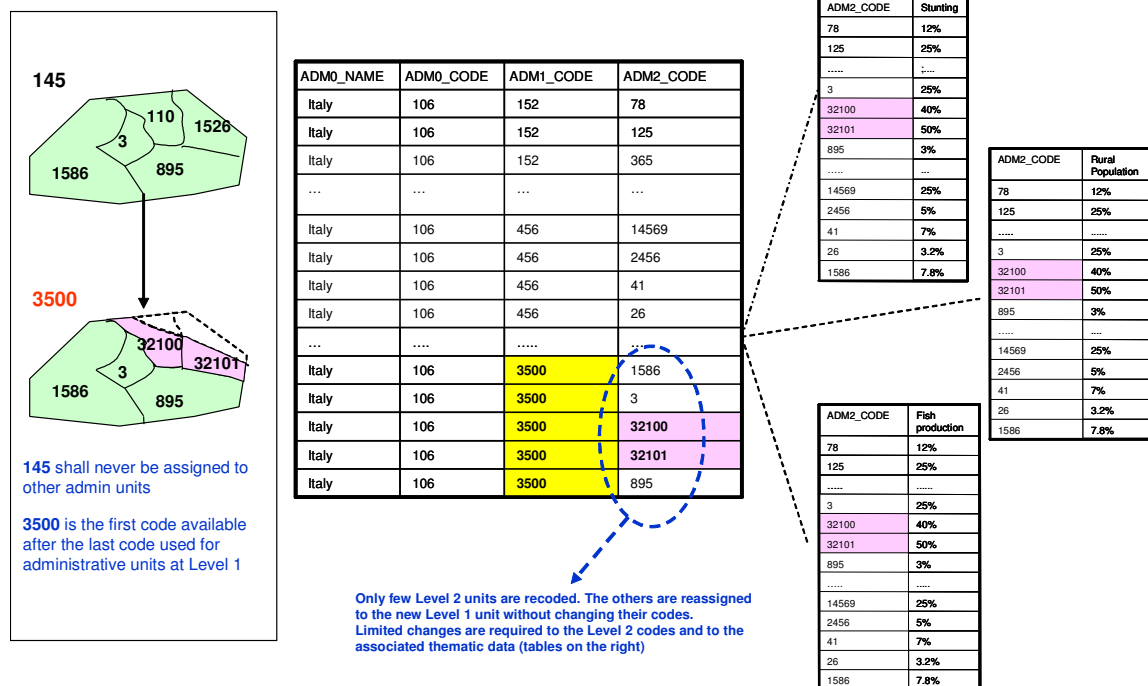 145
110
1526
3
1586
895
3500
32100
32101
3
1586
895
145 shall never be assigned to
other admin units
3500 is the first code available
after the last code used for
administrative units at Level 1
ADM0_NAME ADM0_CODE ADM1_CODE ADM2_CODE
Italy 106 152 78
Italy 106 152 125
Italy 106 152 365
... ... ... ...
Italy 106 456 14569
Italy 106 456 2456
Italy 106 456 41
Italy 106 456 26
... .... ..... .....
Italy 106 3500 1586
Italy 106 3500 3
Italy 106 3500 32100
Italy 106 3500 32101
Italy 106 3500 895
Only few Level 2 units are recoded. The others are reassigned
to the new Level 1 unit without changing their codes.
Limited changes are required to the Level 2 codes and to the
associated thematic data (tables on the right)
ADM2_CODE Stunting
78 12%
125 25%
..... ;....
3 25%
32100 40%
32101 50%
895 3%
..... ...
14569 25%
2456 5%
41 7%
26 3.2%
1586 7.8%
ADM2_CODE Rural
Population
78 12%
125 25%
..... ......
3 25%
32100 40%
32101 50%
895 3%
..... ....
14569 25%
2456 5%
41 7%
26 3.2%
1586 7.8%
ADM2_CODE Fish
production
78 12%
125 25%
..... ......
3 25%
32100 40%
32101 50%
895 3%
..... .....
14569 25%
2456 5%
41 7%
26 3.2%
1586 7.8%